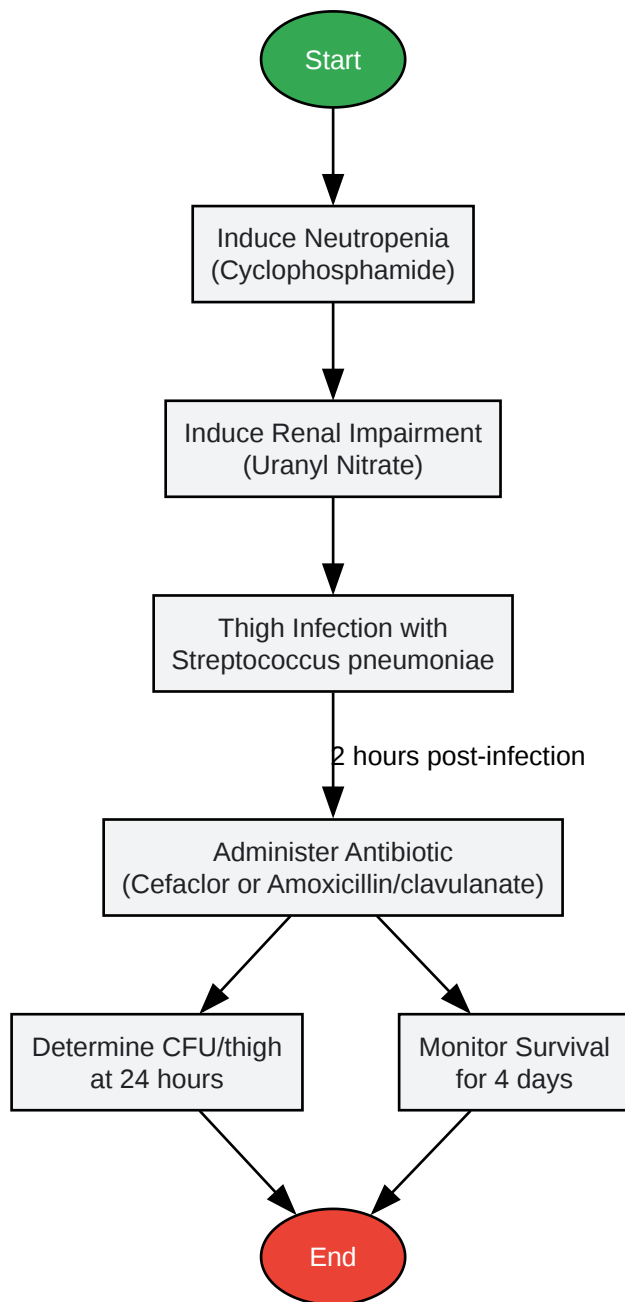 Start
Induce Neutropenia
(Cyclophosphamide)
Induce Renal Impairment
(Uranyl Nitrate)
Thigh Infection with
Streptococcus pneumoniae
2 hours post-infection
Administer Antibiotic
(Cefaclor or Amoxicillin/clavulanate)
Determine CFU/thigh
at 24 hours
Monitor Survival
for 4 days
End